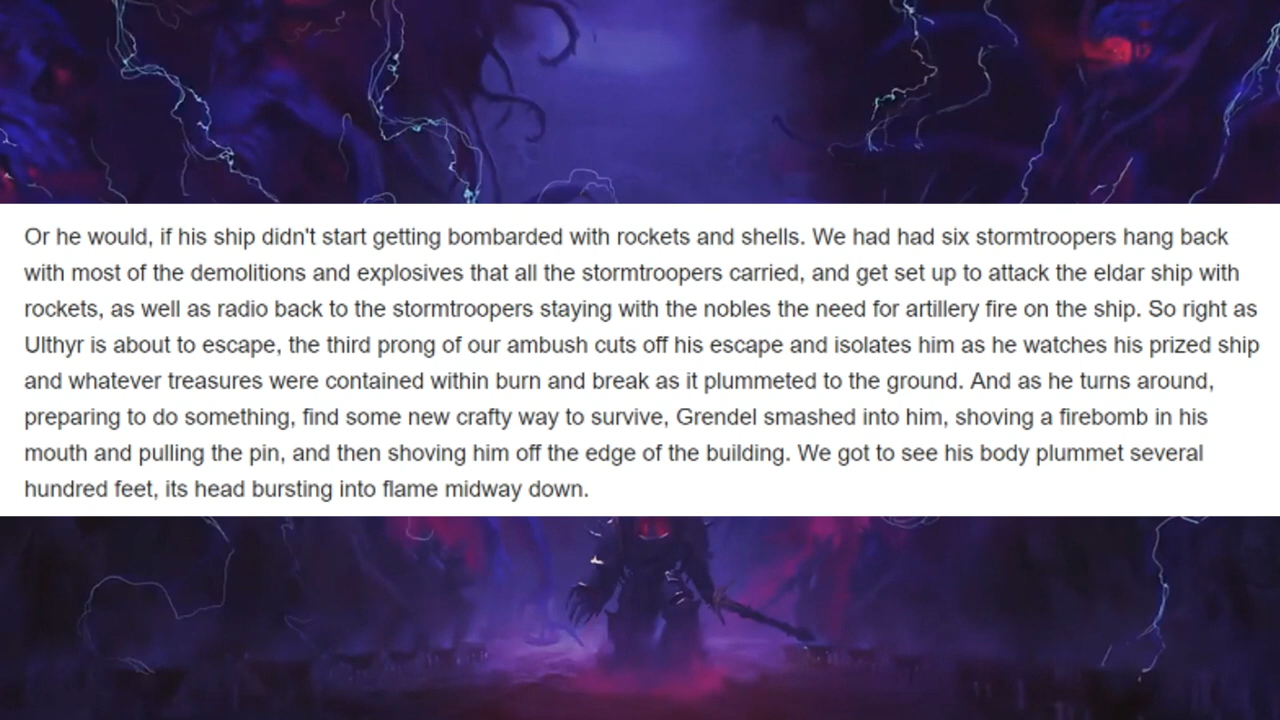 Or he would, if his ship didn't start getting bombarded with rockets and shells. We had had six stormtroopers hang back
with most of the demolitions and explosives that all the stormtroopers carried, and get set up to attack the eldar ship with
rockets, as well as radio back to the stormtroopers staying with the nobles the need for artillery fire on the ship. So right as
Ulthyr is about to escape, the third prong of our ambush cuts off his escape and isolates him as he watches his prized ship
and whatever treasures were contained within burn and break as it plummeted to the ground. And as he turns around,
preparing to do something, find some new crafty way to survive, Grendel smashed into him, shoving a firebomb in his
mouth and pulling the pin, and then shoving him off the edge of the building. We got to see his body plummet several
hundred feet, its head bursting into flame midway down.